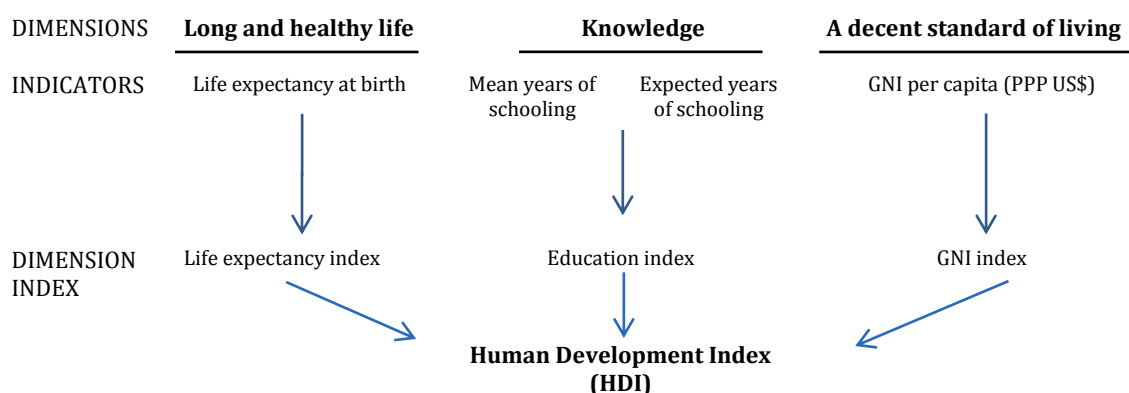 DIMENSIONS Long and healthy life Knowledge A decent standard of living
INDICATORS Life expectancy at birth Mean years of schooling Expected years of schooling GNI per capita (PPP US$)
DIMENSION INDEX Life expectancy index Education index GNI index
Human Development Index
(HDI)